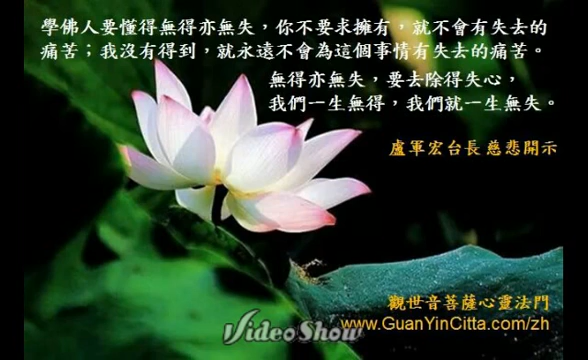 學佛人要懂得無得亦無失，你不要求擁有，就不會有失去的
痛苦；我沒有得到，就永遠不會為這個事情有失去的痛苦。
無得亦無失，要去除得失心，
我們一生無得，我們就一生無失。
盧軍宏台長 慈悲開示
觀世音菩薩心靈法門
VideoShow
www.GuanYinCitta.com/zh